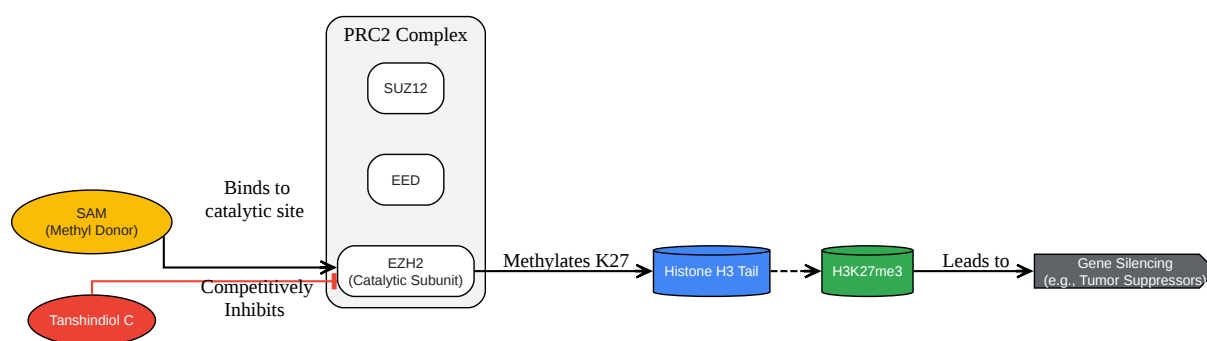 PRC2 Complex
SUZ12
EED
Binds to
catalytic site
SAM
(Methyl Donor)
EZH2
(Catalytic Subunit)
Methylates K27
Histone H3 Tail
H3K27me3
Leads to
Gene Silencing
(e.g., Tumor Suppressors)
Competitively
Inhibits
Tanshindiol C